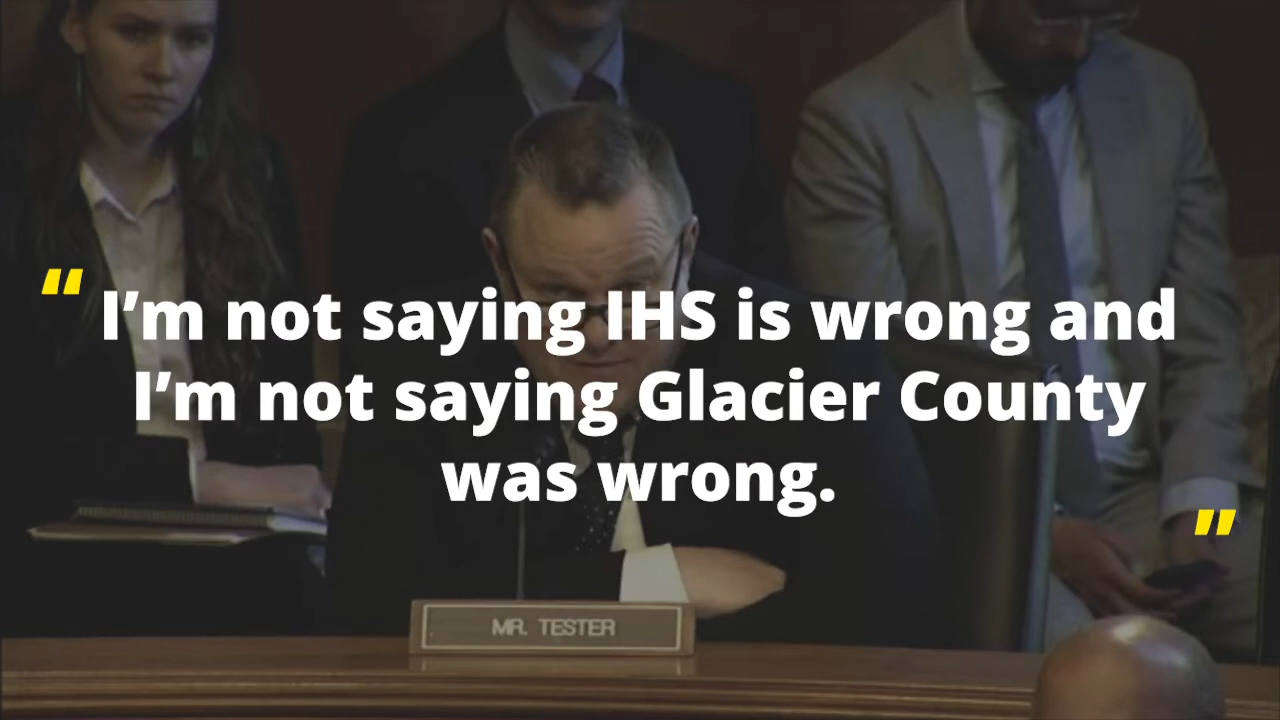 “
I’m not saying IHS is wrong and
I’m not saying Glacier County
was wrong.
”
MR. TESTER